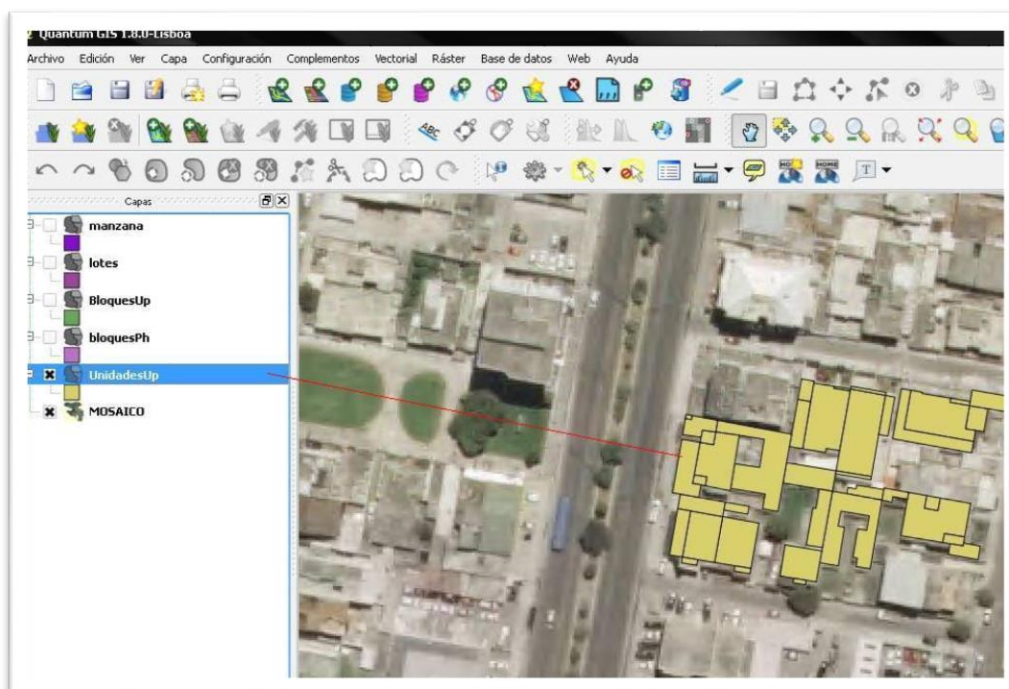 Quantum GIS 1.8.0-Lisboa
Archivo Edición Ver Capa Configuración Complementos Vectorial Ráster Base de datos Web Ayuda
ABC
T
Capas
manzana
lotes
BloquesUp
bloquesPh
UnidadesUp
MOSAICO